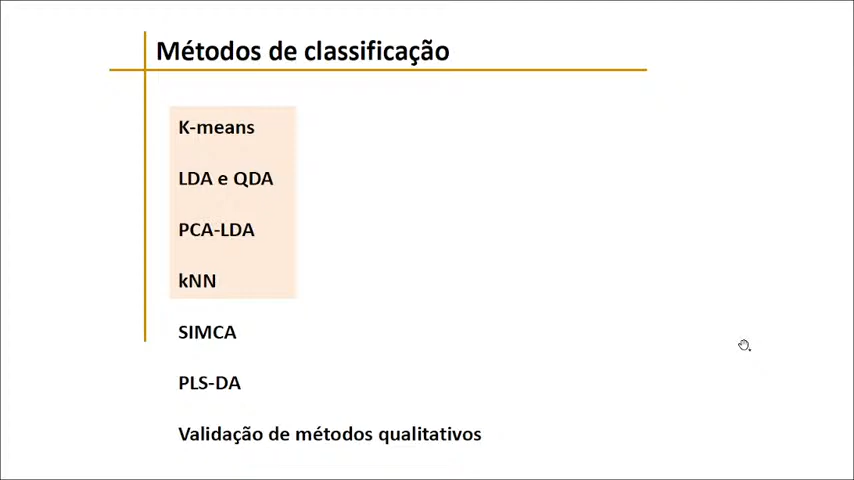 Métodos de classificação
K-means
LDA e QDA
PCA-LDA
kNN
SIMCA
PLS-DA
Validação de métodos qualitativos